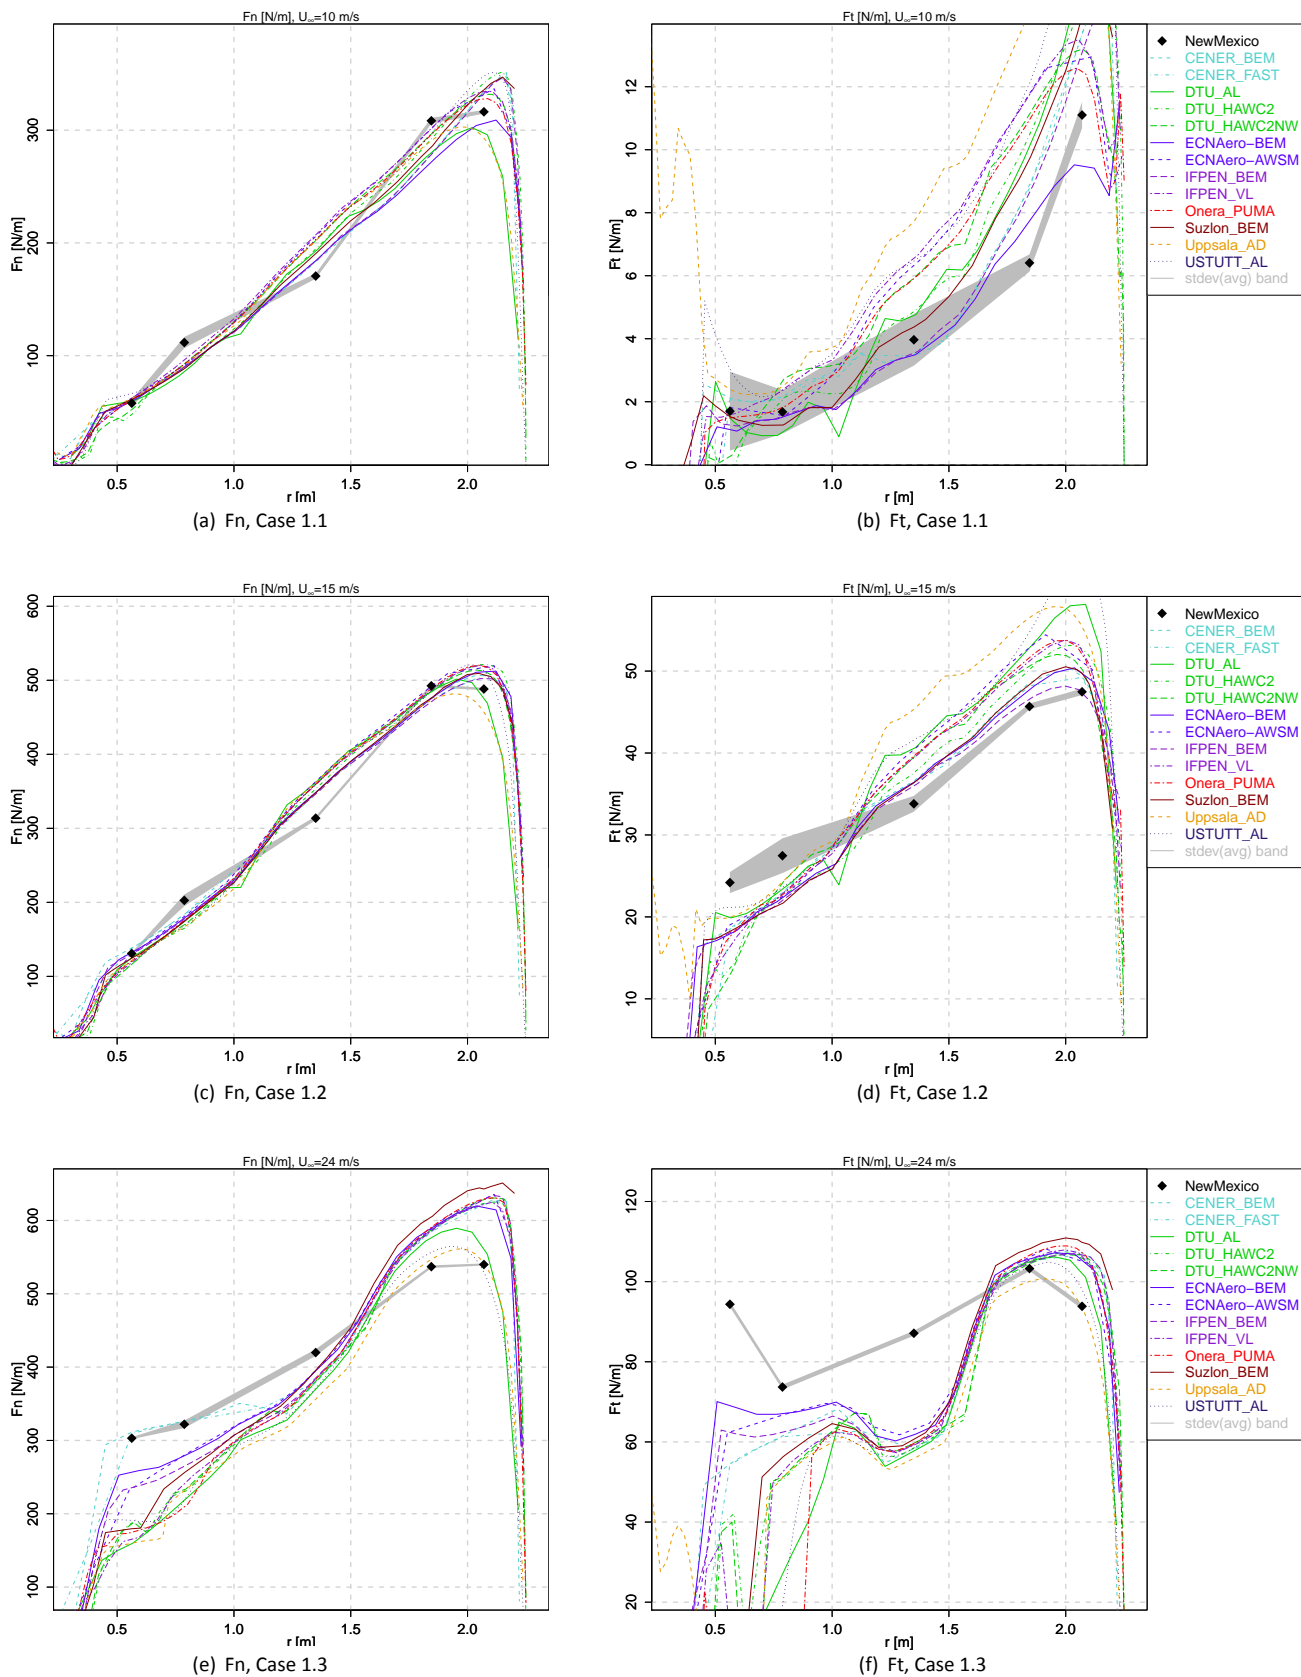 Fn [N/m], U∞=10 m/s
Fn [N/m]
300
200
100
0.5 1.0 1.5 2.0
r [m]
(a) Fn, Case 1.1
Ft [N/m], U∞=10 m/s
Ft [N/m]
12
10
8
6
4
2
0
0.5 1.0 1.5 2.0
r [m]
(b) Ft, Case 1.1
NewMexico
CENER_BEM
CENER_FAST
DTU_AL
DTU_HAWC2
DTU_HAWC2NW
ECNAero-BEM
ECNAero-AWSM
IFPEN_BEM
IFPEN_VL
Onera_PUMA
Suzlon_BEM
Uppsala_AD
USTUTT_AL
stdev(avg) band
Fn [N/m], U∞=15 m/s
Fn [N/m]
600
500
400
300
200
100
0.5 1.0 1.5 2.0
r [m]
(c) Fn, Case 1.2
Ft [N/m], U∞=15 m/s
Ft [N/m]
50
40
30
20
10
0.5 1.0 1.5 2.0
r [m]
(d) Ft, Case 1.2
NewMexico
CENER_BEM
CENER_FAST
DTU_AL
DTU_HAWC2
DTU_HAWC2NW
ECNAero-BEM
ECNAero-AWSM
IFPEN_BEM
IFPEN_VL
Onera_PUMA
Suzlon_BEM
Uppsala_AD
USTUTT_AL
stdev(avg) band
Fn [N/m], U∞=24 m/s
Fn [N/m]
600
500
400
300
200
100
0.5 1.0 1.5 2.0
r [m]
(e) Fn, Case 1.3
Ft [N/m], U∞=24 m/s
Ft [N/m]
120
100
80
60
40
20
0.5 1.0 1.5 2.0
r [m]
(f) Ft, Case 1.3
NewMexico
CENER_BEM
CENER_FAST
DTU_AL
DTU_HAWC2
DTU_HAWC2NW
ECNAero-BEM
ECNAero-AWSM
IFPEN_BEM
IFPEN_VL
Onera_PUMA
Suzlon_BEM
Uppsala_AD
USTUTT_AL
stdev(avg) band